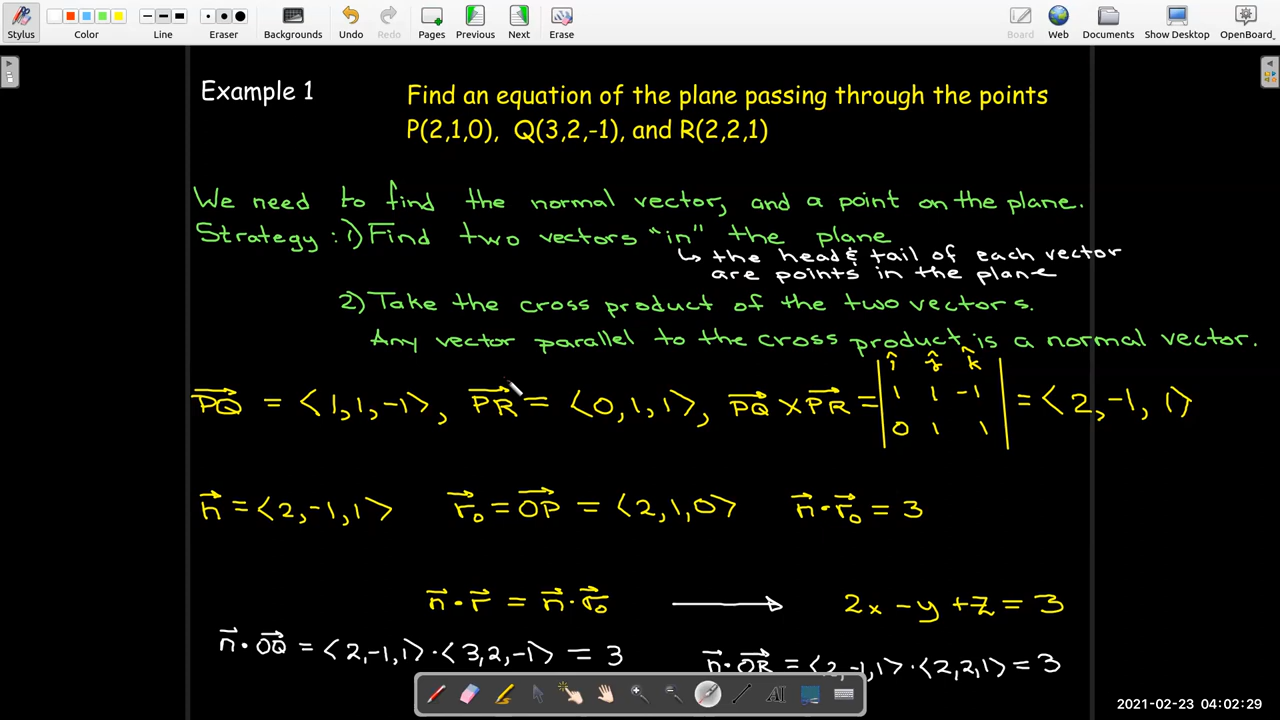 Stylus Color Line Eraser Backgrounds Undo Redo Pages Previous Next Erase Board Web Documents Show Desktop OpenBoard
Example 1 Find an equation of the plane passing through the points
P(2,1,0), Q(3,2,-1), and R(2,2,1)
We need to find the normal vector, and a point on the plane.
Strategy: 1) Find two vectors "in" the plane
↳ the head & tail of each vector
are points in the plane
2) Take the cross product of the two vectors.
Any vector parallel to the cross product is a normal vector.
î ĵ k̂
1 1 -1
0 1 1
PQ⃗ = ⟨1,1,-1⟩, PR⃗ = ⟨0,1,1⟩, PQ⃗ × PR⃗ = = ⟨2,-1,1⟩
n⃗ = ⟨2,-1,1⟩ r⃗₀ = OP⃗ = ⟨2,1,0⟩ n⃗·r⃗₀ = 3
n⃗·r⃗ = n⃗·r⃗₀ → 2x - y + z = 3
n⃗·OQ⃗ = ⟨2,-1,1⟩·⟨3,2,-1⟩ = 3
n⃗·OR⃗ = ⟨2,-1,1⟩·⟨2,2,1⟩ = 3
AI
2021-02-23 04:02:29